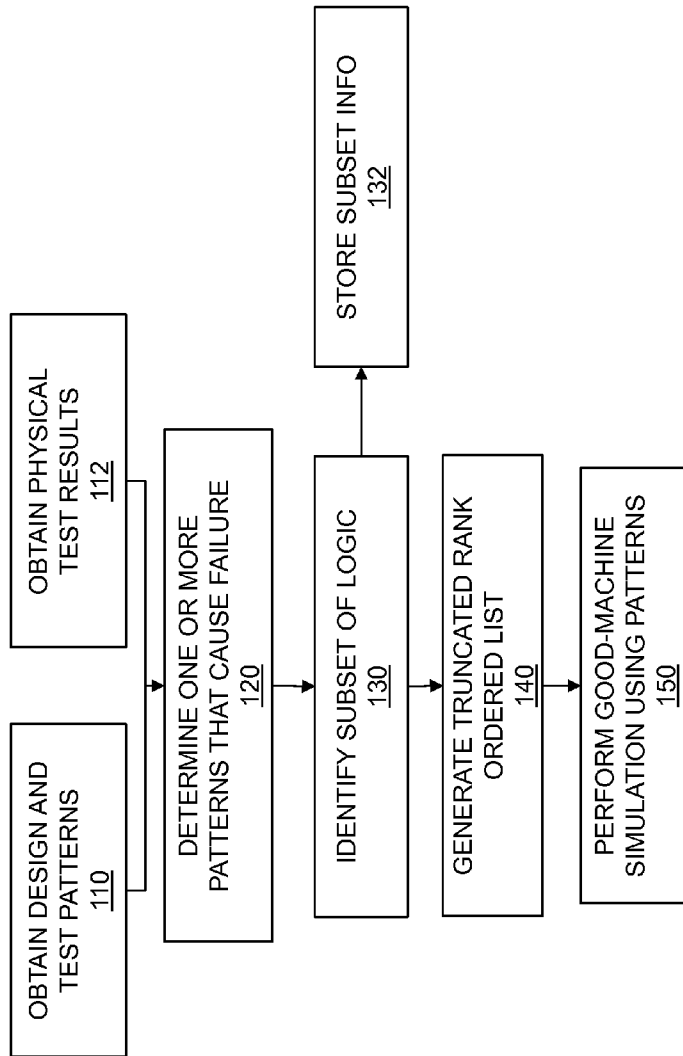 OBTAIN DESIGN AND
TEST PATTERNS
110
OBTAIN PHYSICAL
TEST RESULTS
112
DETERMINE ONE OR MORE
PATTERNS THAT CAUSE FAILURE
120
IDENTIFY SUBSET OF LOGIC
130
STORE SUBSET INFO
132
GENERATE TRUNCATED RANK
ORDERED LIST
140
PERFORM GOOD-MACHINE
SIMULATION USING PATTERNS
150